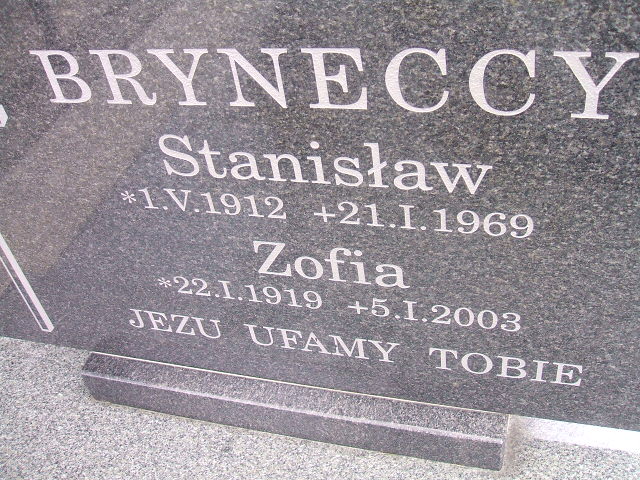 BRYNECCY
Stanisław
*1.V.1912 +21.I.1969
Zofia
*22.I.1919 +5.I.2003
JEZU UFAMY TOBIE